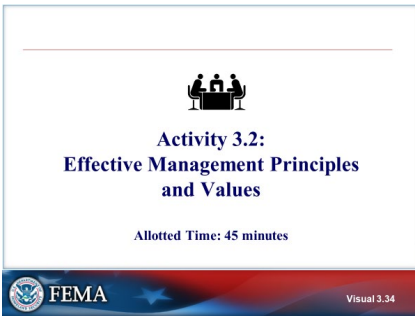 Activity 3.2:
Effective Management Principles
and Values
Allotted Time: 45 minutes
FEMA
Visual 3.34